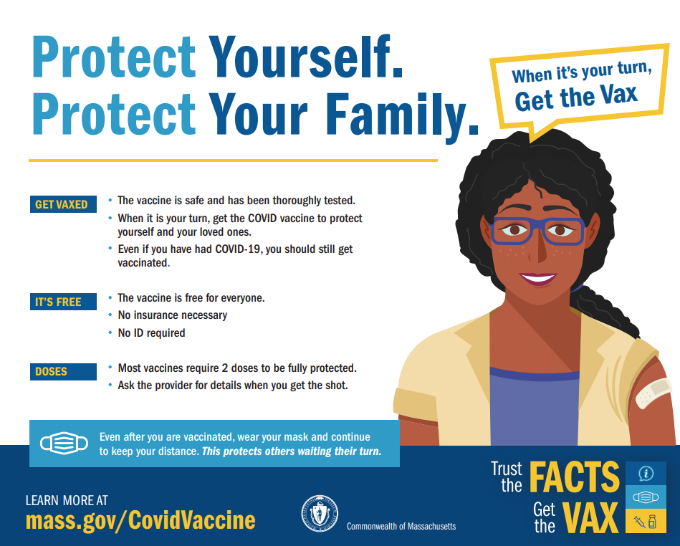 Protect Yourself.
Protect Your Family.
When it's your turn,
Get the Vax
GET VAXED
• The vaccine is safe and has been thoroughly tested.
• When it is your turn, get the COVID vaccine to protect
yourself and your loved ones.
• Even if you have had COVID-19, you should still get
vaccinated.
IT'S FREE
• The vaccine is free for everyone.
• No insurance necessary
• No ID required
DOSES
• Most vaccines require 2 doses to be fully protected.
• Ask the provider for details when you get the shot.
Even after you are vaccinated, wear your mask and continue
to keep your distance. This protects others waiting their turn.
LEARN MORE AT
mass.gov/CovidVaccine
Commonwealth of Massachusetts
Trust the FACTS
Get the VAX